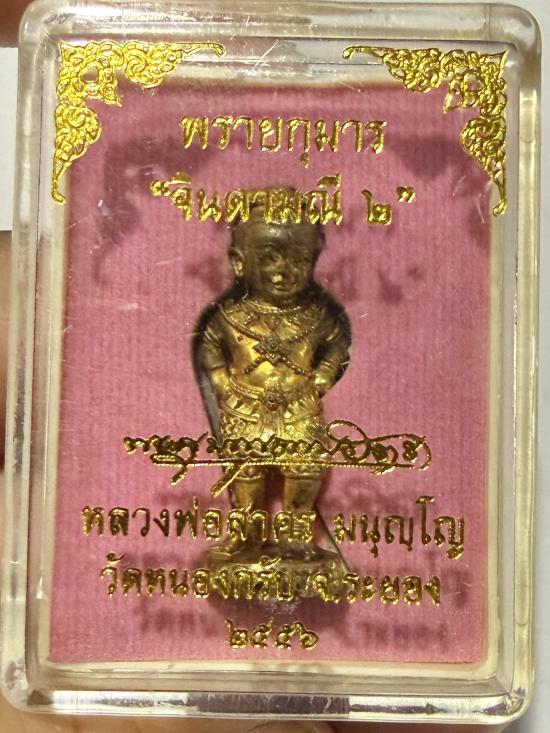 พรายกุมาร
“จินดามณี ๒”
หลวงพ่อสาคร มนุญฺโญ
วัดหนองกรับ จ.ระยอง
๒๕๕๖